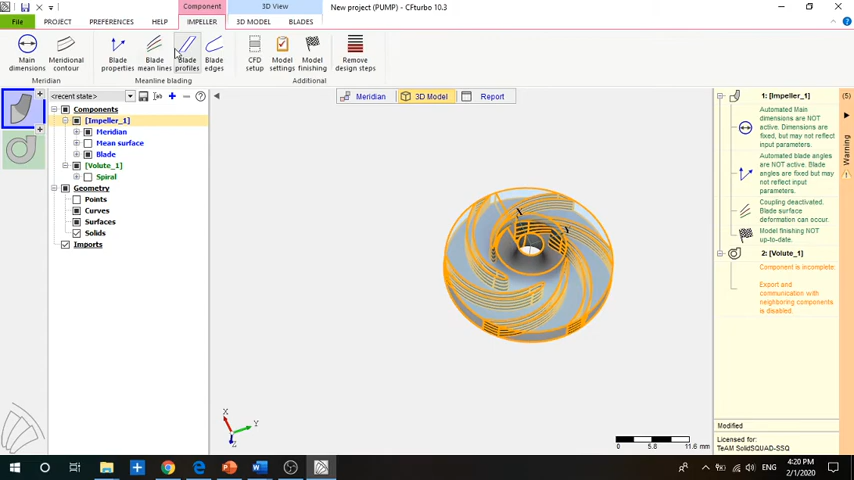 Component
3D View
New project (PUMP) - CFturbo 10.3
File
PROJECT
PREFERENCES
HELP
IMPELLER
3D MODEL
BLADES
Main dimensions
Meridional contour
Blade properties
Blade mean lines
Blade profiles
Blade edges
CFD setup
Model settings
Model finishing
Remove design steps
Meridian
Meanline blading
Additional
<recent state>
Meridian
3D Model
Report
Components
[Impeller_1]
Meridian
Mean surface
Blade
[Volute_1]
Spiral
Geometry
Points
Curves
Surfaces
Solids
Imports
X
Y
X
Y
Z
0
5.8
11.6 mm
1: [Impeller_1]
(5)
Automated Main
dimensions are NOT
active. Dimensions are
fixed, but may not reflect
input parameters.
Automated blade angles
are NOT active. Blade
angles are fixed but may
not reflect input
parameters.
Coupling deactivated.
Blade surface
deformation can occur.
Model finishing NOT
up-to-date.
2: [Volute_1]
Component is incomplete:
Export and
communication with
neighboring components
is disabled.
Warning
Modified
Licensed for:
TeAM SolidSQUAD-SSQ
ENG
4:20 PM
2/1/2020